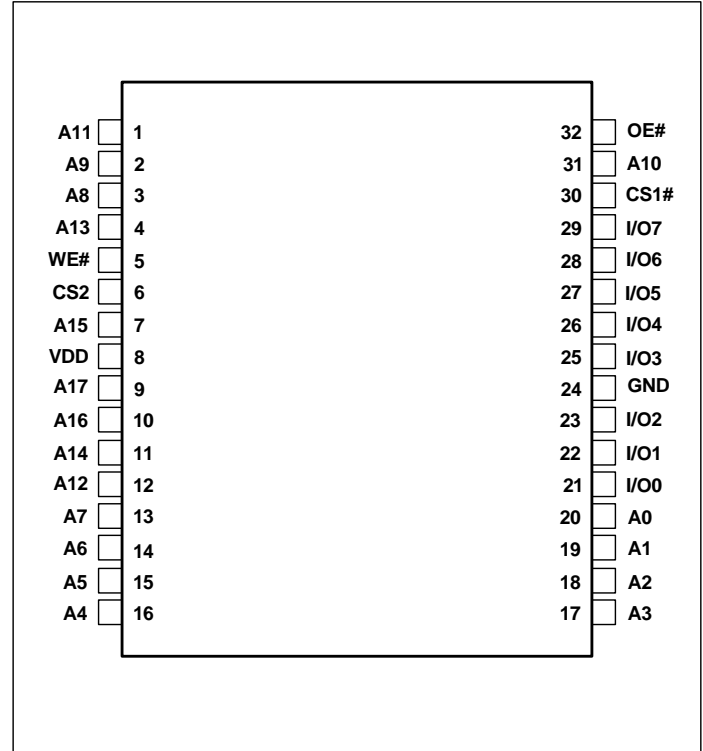 A11 1 32 OE#
A9 2 31 A10
A8 3 30 CS1#
A13 4 29 I/O7
WE# 5 28 I/O6
CS2 6 27 I/O5
A15 7 26 I/O4
VDD 8 25 I/O3
A17 9 24 GND
A16 10 23 I/O2
A14 11 22 I/O1
A12 12 21 I/O0
A7 13 20 A0
A6 14 19 A1
A5 15 18 A2
A4 16 17 A3